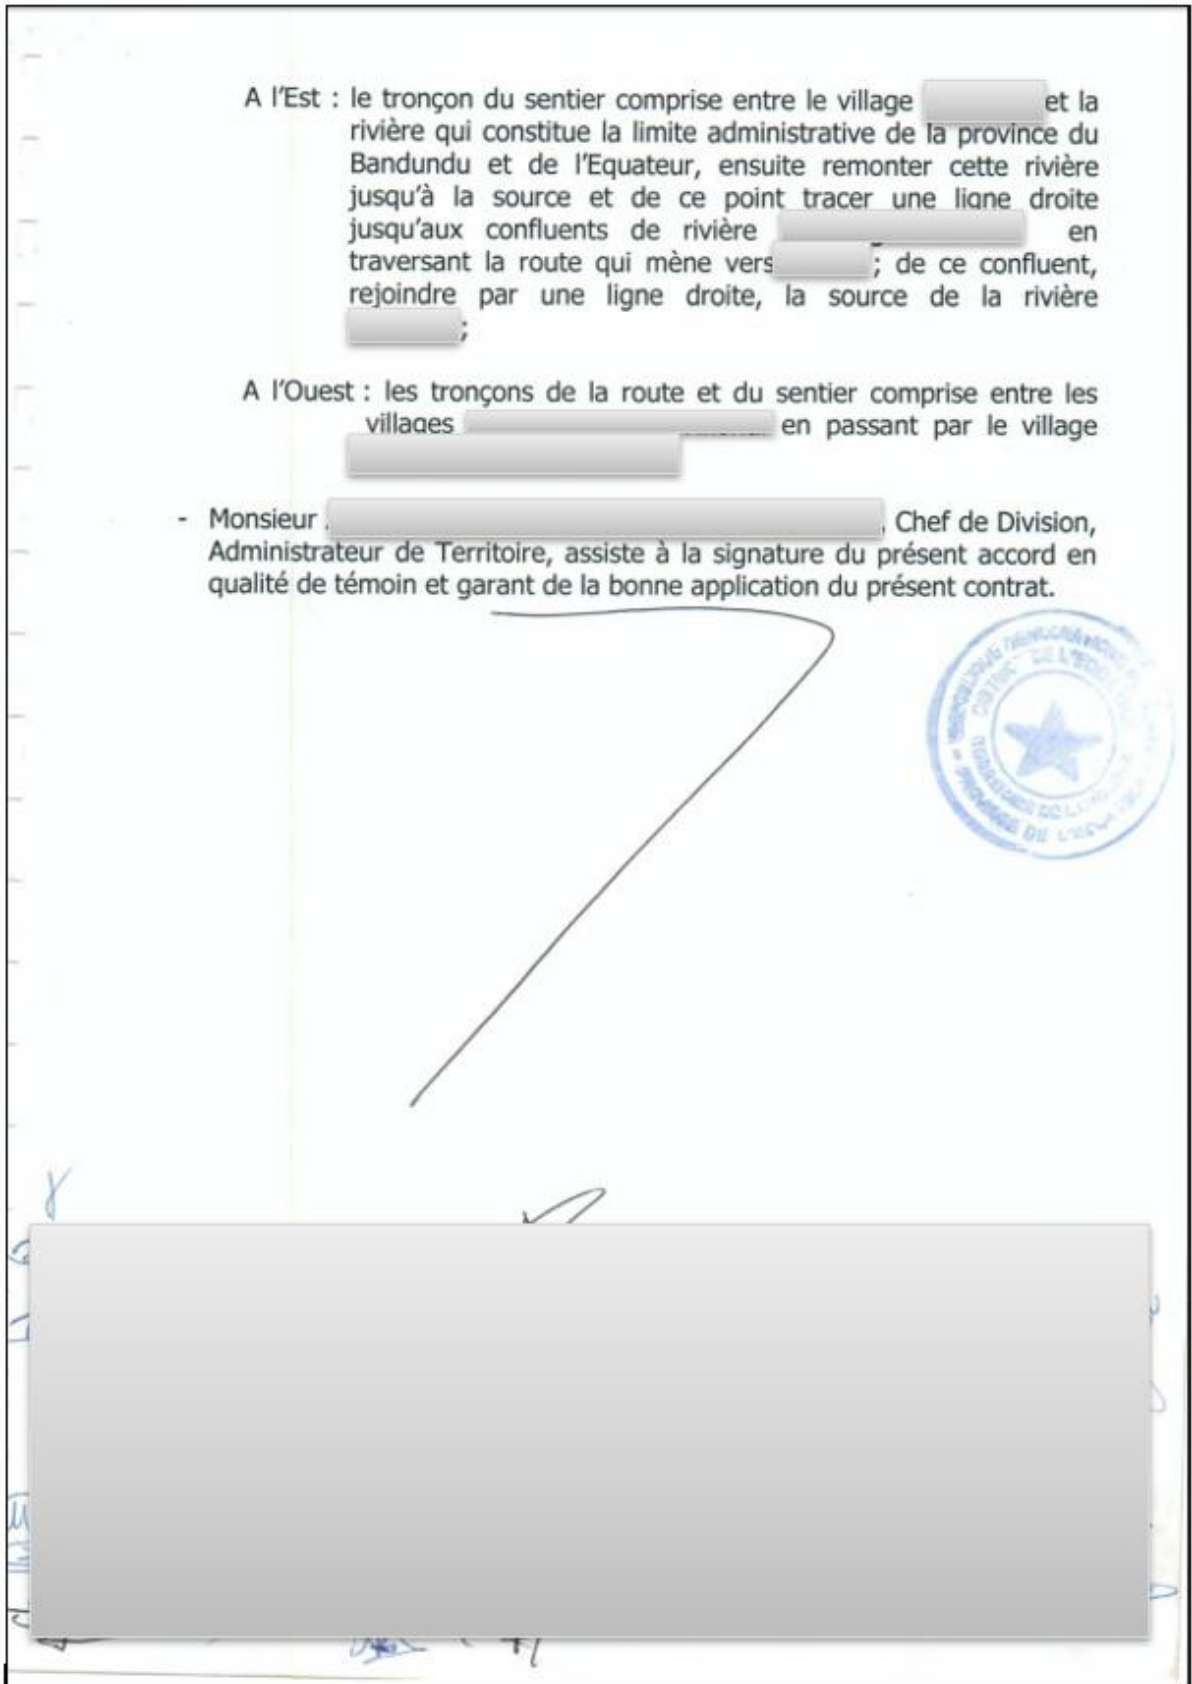 A l'Est : le tronçon du sentier comprise entre le village et la
rivière qui constitue la limite administrative de la province du
Bandundu et de l'Equateur, ensuite remonter cette rivière
jusqu'à la source et de ce point tracer une ligne droite
jusqu'aux confluents de rivière en
traversant la route qui mène vers ; de ce confluent,
rejoindre par une ligne droite, la source de la rivière
;
A l'Ouest : les tronçons de la route et du sentier comprise entre les
villages en passant par le village
- Monsieur , Chef de Division,
Administrateur de Territoire, assiste à la signature du présent accord en
qualité de témoin et garant de la bonne application du présent contrat.